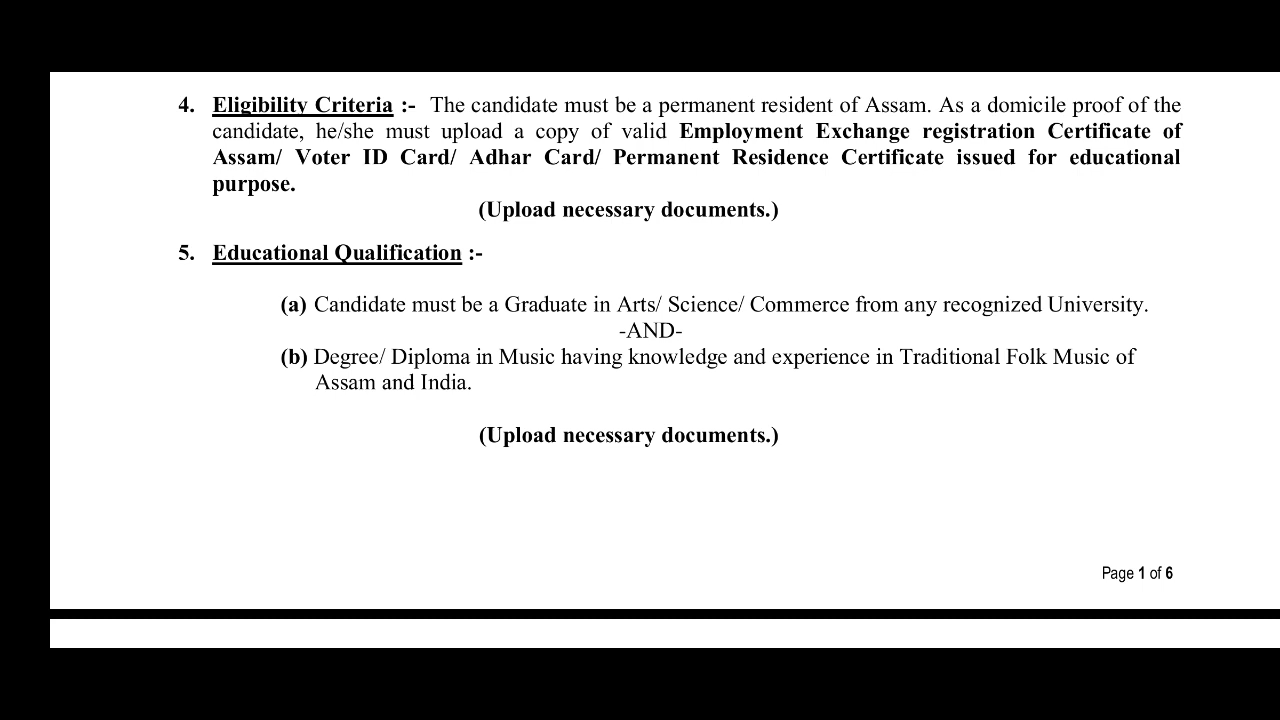 4. Eligibility Criteria :- The candidate must be a permanent resident of Assam. As a domicile proof of the
candidate, he/she must upload a copy of valid Employment Exchange registration Certificate of
Assam/ Voter ID Card/ Adhar Card/ Permanent Residence Certificate issued for educational
purpose.
(Upload necessary documents.)
5. Educational Qualification :-
(a) Candidate must be a Graduate in Arts/ Science/ Commerce from any recognized University.
-AND-
(b) Degree/ Diploma in Music having knowledge and experience in Traditional Folk Music of
Assam and India.
(Upload necessary documents.)
Page 1 of 6